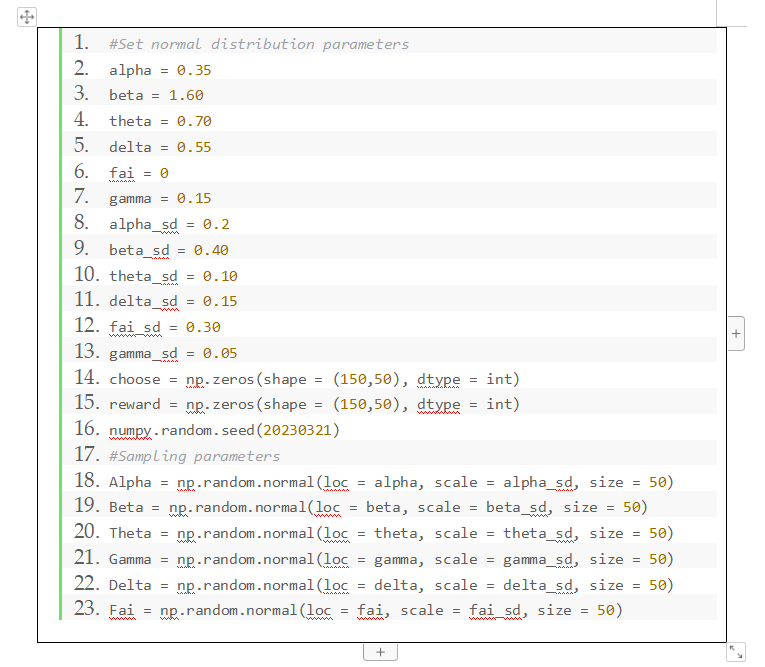 1. #Set normal distribution parameters
2. alpha = 0.35
3. beta = 1.60
4. theta = 0.70
5. delta = 0.55
6. fai = 0
7. gamma = 0.15
8. alpha_sd = 0.2
9. beta_sd = 0.40
10. theta_sd = 0.10
11. delta_sd = 0.15
12. fai_sd = 0.30
13. gamma_sd = 0.05
14. choose = np.zeros(shape = (150,50), dtype = int)
15. reward = np.zeros(shape = (150,50), dtype = int)
16. numpy.random.seed(20230321)
17. #Sampling parameters
18. Alpha = np.random.normal(loc = alpha, scale = alpha_sd, size = 50)
19. Beta = np.random.normal(loc = beta, scale = beta_sd, size = 50)
20. Theta = np.random.normal(loc = theta, scale = theta_sd, size = 50)
21. Gamma = np.random.normal(loc = gamma, scale = gamma_sd, size = 50)
22. Delta = np.random.normal(loc = delta, scale = delta_sd, size = 50)
23. Fai = np.random.normal(loc = fai, scale = fai_sd, size = 50)